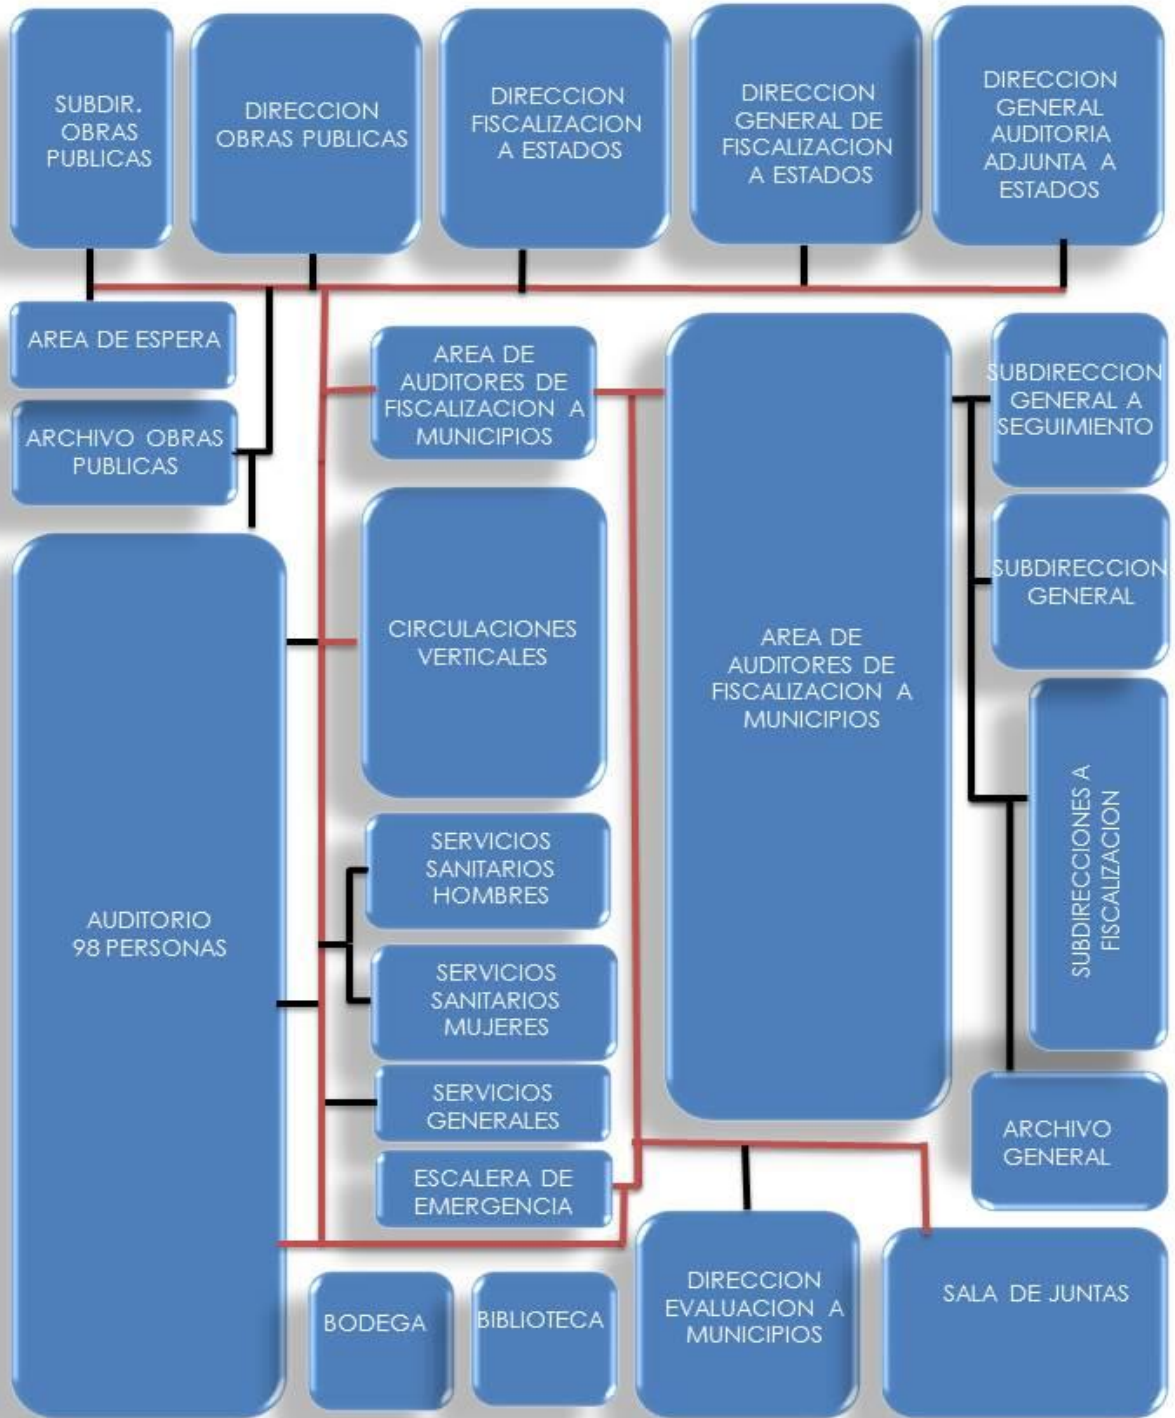 SUBDIR.
OBRAS
PUBLICAS
DIRECCION
OBRAS PUBLICAS
DIRECCION
FISCALIZACION
A ESTADOS
DIRECCION
GENERAL DE
FISCALIZACION
A ESTADOS
DIRECCION
GENERAL
AUDITORIA
ADJUNTA A
ESTADOS
AREA DE ESPERA
ARCHIVO OBRAS
PUBLICAS
AREA DE
AUDITORES DE
FISCALIZACION A
MUNICIPIOS
SUBDIRECCION
GENERAL A
SEGUIMIENTO
SUBDIRECCION
GENERAL
CIRCULACIONES
VERTICALES
AREA DE
AUDITORES DE
FISCALIZACION A
MUNICIPIOS
SUBDIRECCIONES A
FISCALIZACION
SERVICIOS
SANITARIOS
HOMBRES
AUDITORIO
98 PERSONAS
SERVICIOS
SANITARIOS
MUJERES
SERVICIOS
GENERALES
ESCALERA DE
EMERGENCIA
ARCHIVO
GENERAL
BODEGA
BIBLIOTECA
DIRECCION
EVALUACION A
MUNICIPIOS
SALA DE JUNTAS